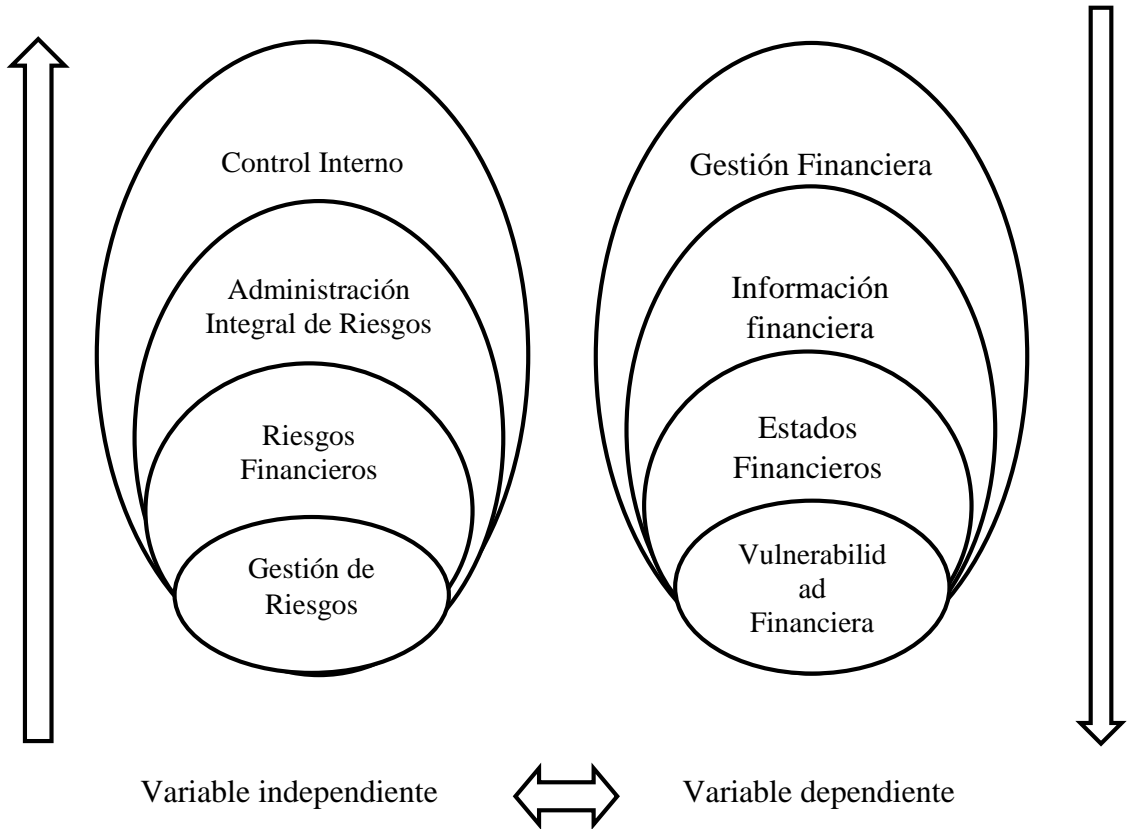 Control Interno
Administración
Integral de Riesgos
Riesgos
Financieros
Gestión de
Riesgos
Gestión Financiera
Información
financiera
Estados
Financieros
Vulnerabilid
ad
Financiera
Variable independiente
Variable dependiente